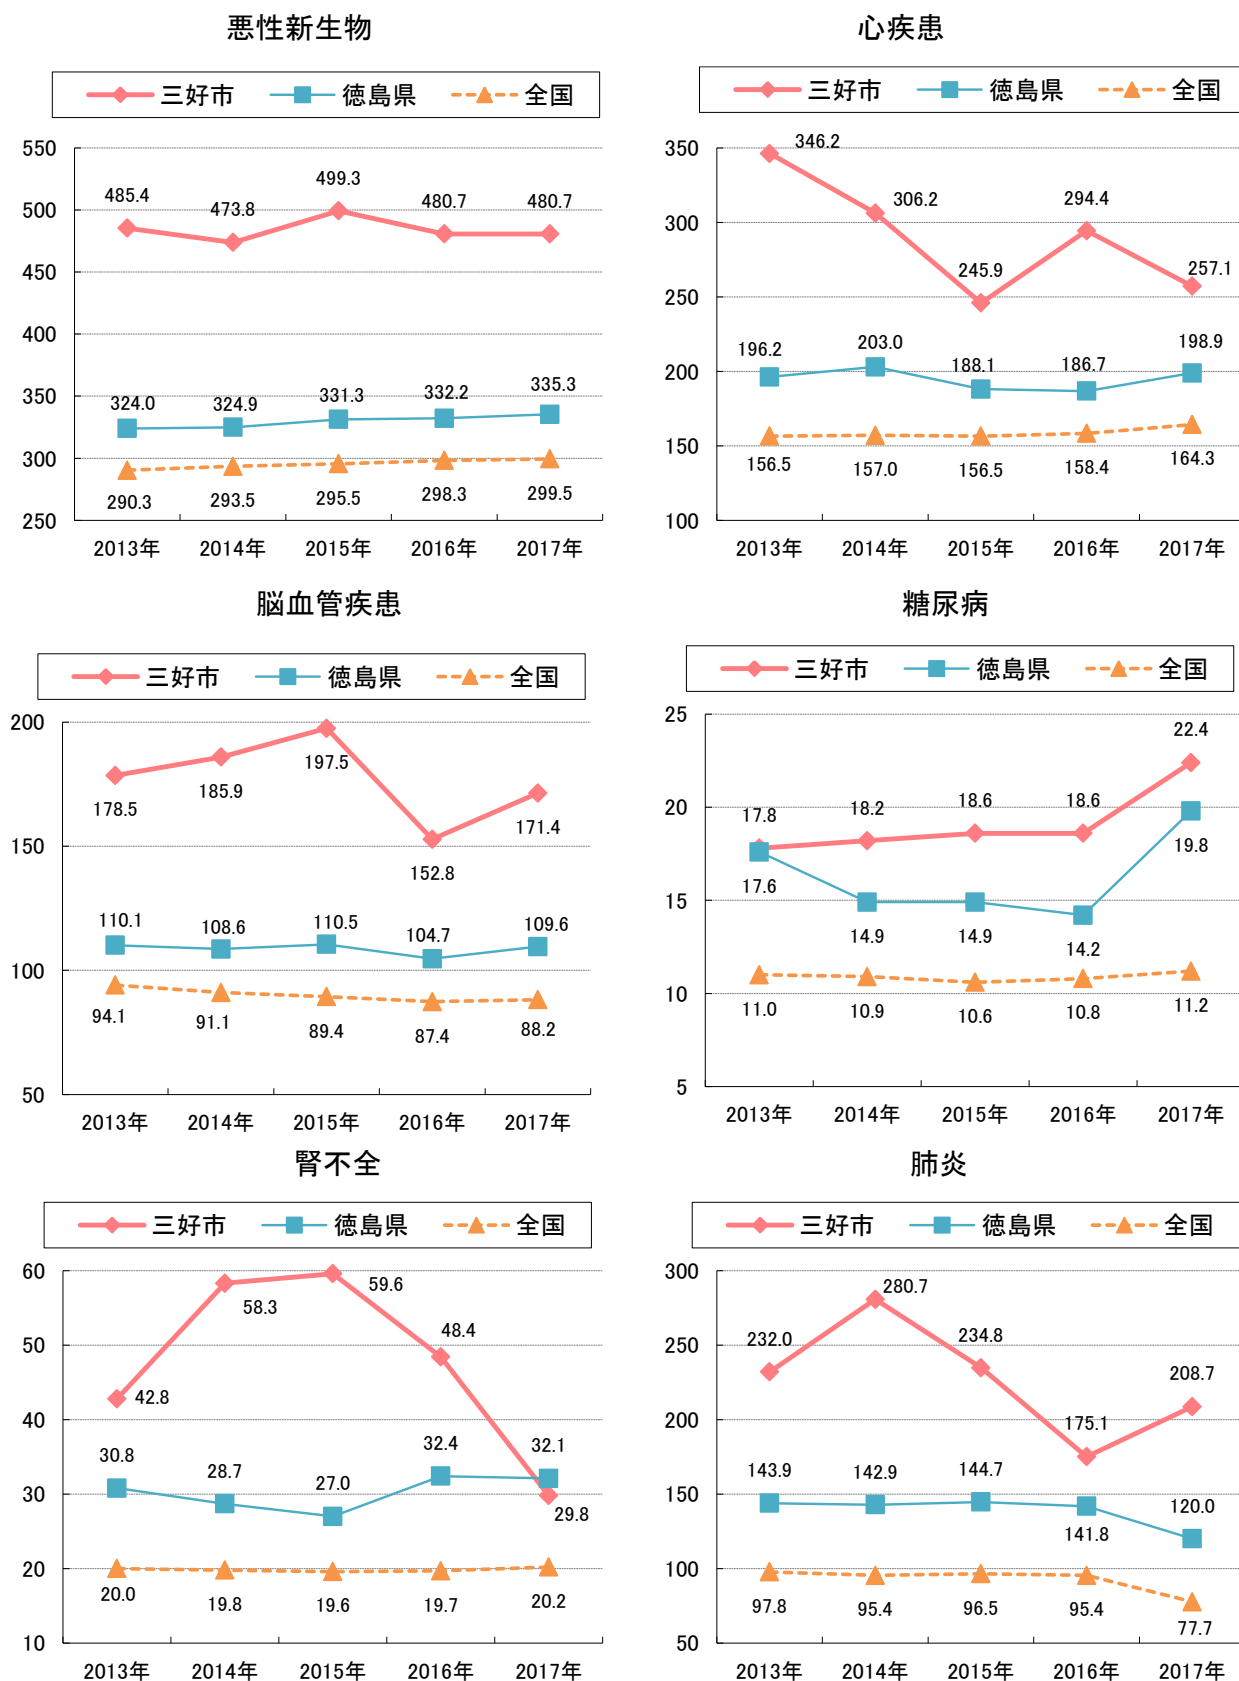 悪性新生物
三好市 徳島県 全国
550
500
450
400
350
300
250
485.4 473.8 499.3 480.7 480.7
324.0 324.9 331.3 332.2 335.3
290.3 293.5 295.5 298.3 299.5
2013年 2014年 2015年 2016年 2017年
心疾患
三好市 徳島県 全国
350
300
250
200
150
100
346.2 306.2 245.9 294.4 257.1
196.2 203.0 188.1 186.7 198.9
156.5 157.0 156.5 158.4 164.3
2013年 2014年 2015年 2016年 2017年
脳血管疾患
三好市 徳島県 全国
200
150
100
50
178.5 185.9 197.5 152.8 171.4
110.1 108.6 110.5 104.7 109.6
94.1 91.1 89.4 87.4 88.2
2013年 2014年 2015年 2016年 2017年
糖尿病
三好市 徳島県 全国
25
20
15
10
5
17.8 18.2 18.6 18.6 22.4
17.6 14.9 14.9 14.2 19.8
11.0 10.9 10.6 10.8 11.2
2013年 2014年 2015年 2016年 2017年
腎不全
三好市 徳島県 全国
60
50
40
30
20
10
42.8 58.3 59.6 48.4 29.8
30.8 28.7 27.0 32.4 32.1
20.0 19.8 19.6 19.7 20.2
2013年 2014年 2015年 2016年 2017年
肺炎
三好市 徳島県 全国
300
250
200
150
100
50
232.0 280.7 234.8 175.1 208.7
143.9 142.9 144.7 141.8 120.0
97.8 95.4 96.5 95.4 77.7
2013年 2014年 2015年 2016年 2017年